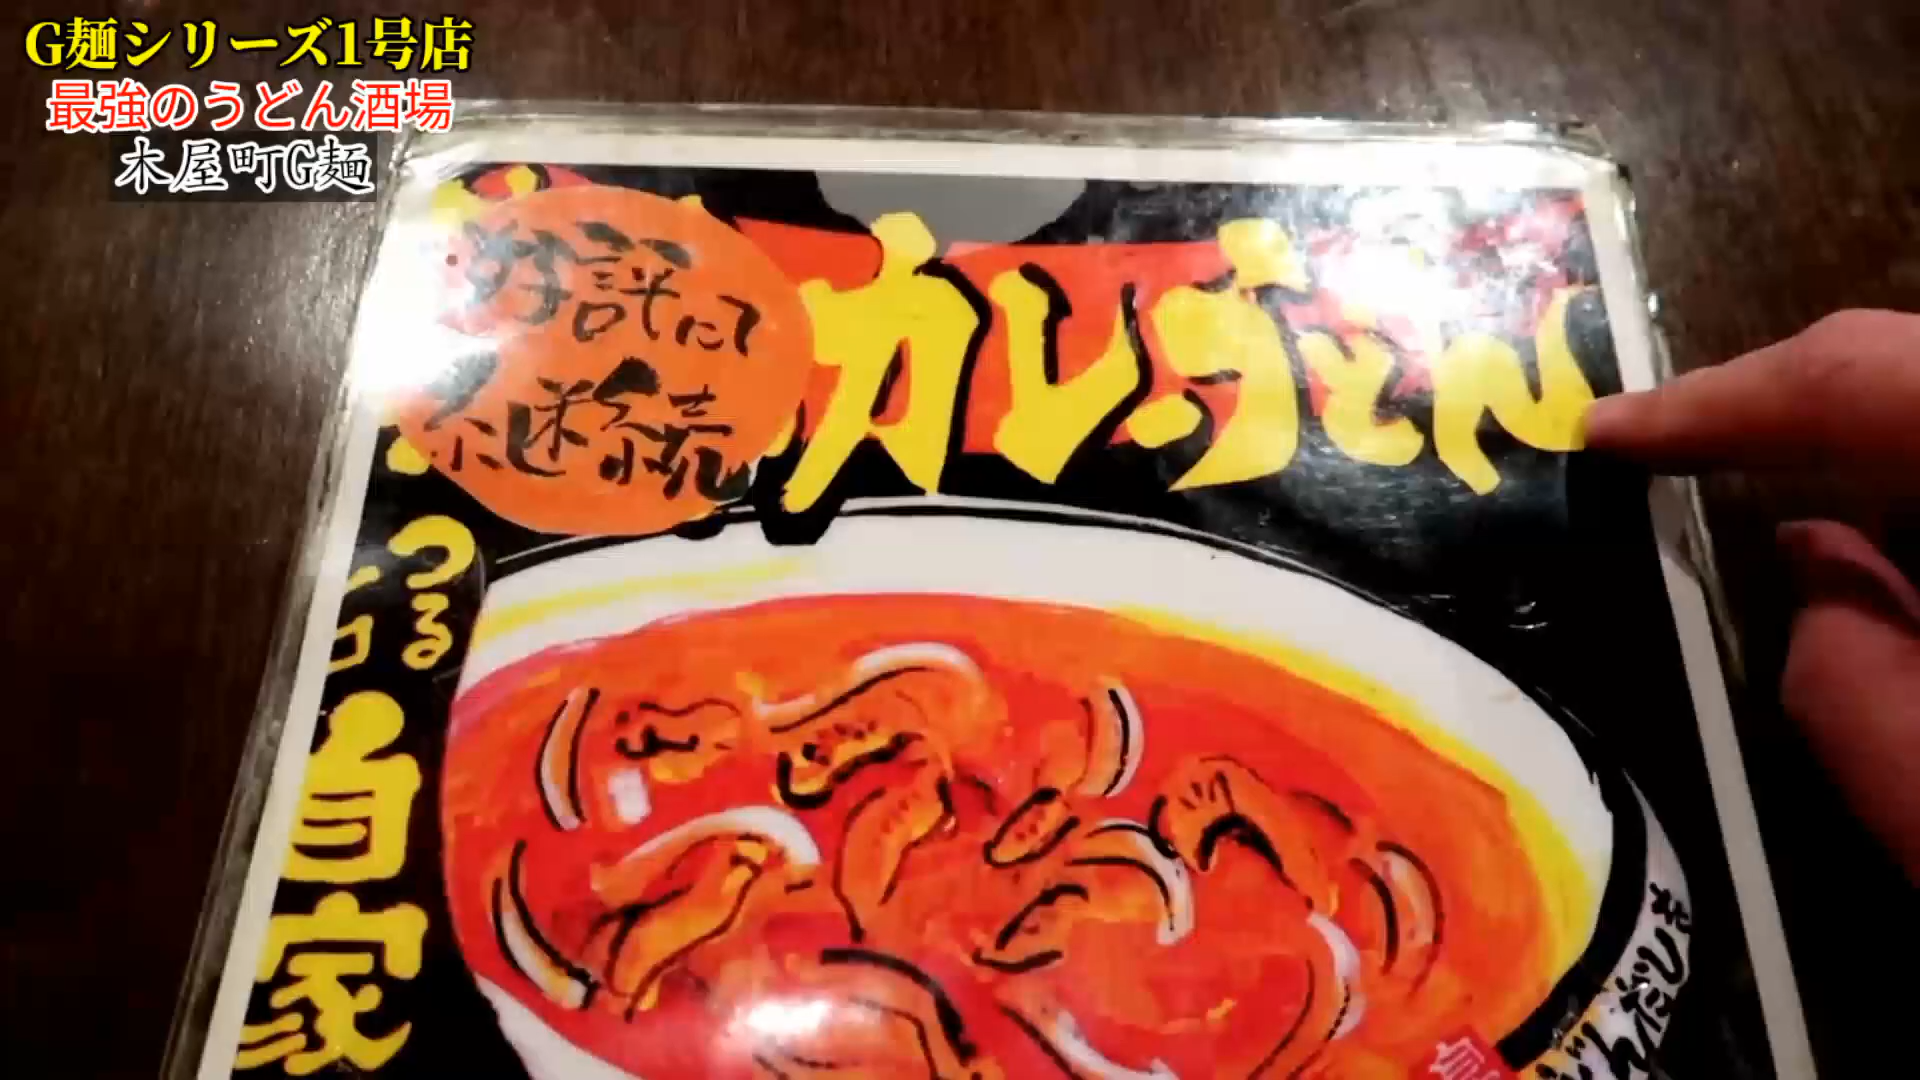 G麺シリーズ1号店
最強のうどん酒場
木屋町G麺
好評にて
継続
カレーうどん
つる
自家